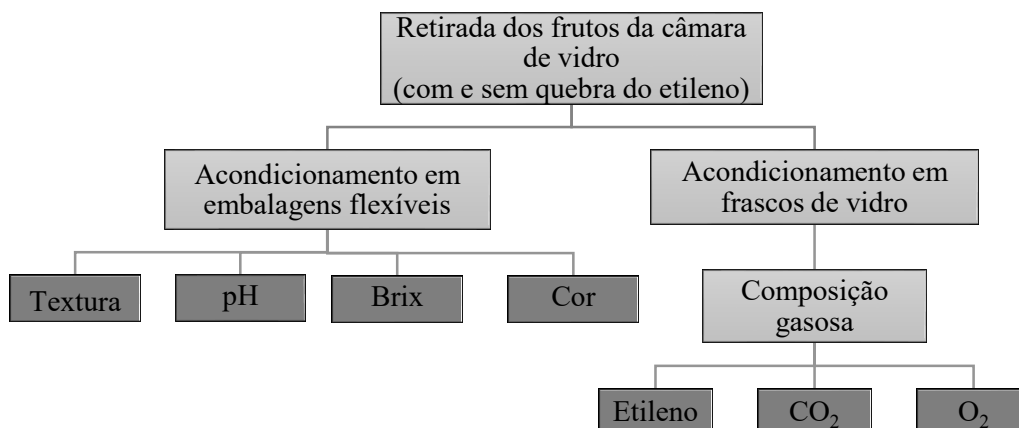 Retirada dos frutos da câmara
de vidro
(com e sem quebra do etileno)
Acondicionamento em
embalagens flexíveis
Acondicionamento em
frascos de vidro
Textura
pH
Brix
Cor
Composição
gasosa
Etileno
CO₂
O₂